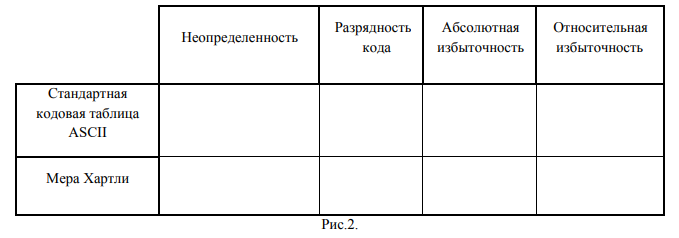 Неопределенность
Разрядность
кода
Абсолютная
избыточность
Относительная
избыточность
Стандартная
кодовая таблица
ASCII
Мера Хартли
Рис.2.